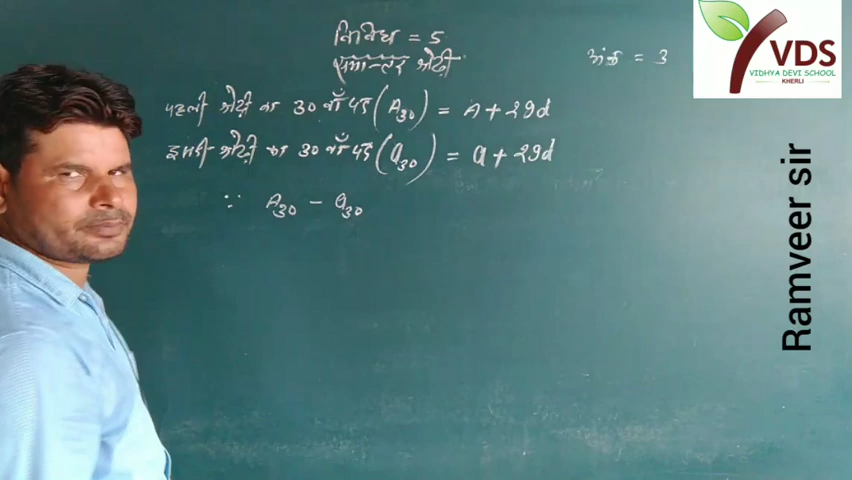 विविध = 5
समान्तर श्रेढ़ी
अंक = 3
पहली श्रेढ़ी का 30 वाँ पद (A₃₀) = A + 29d
दूसरी श्रेढ़ी का 30 वाँ पद (a₃₀) = a + 29d
∵ A₃₀ - a₃₀
VDS
VIDHYA DEVI SCHOOL
KHERLI
Ramveer sir